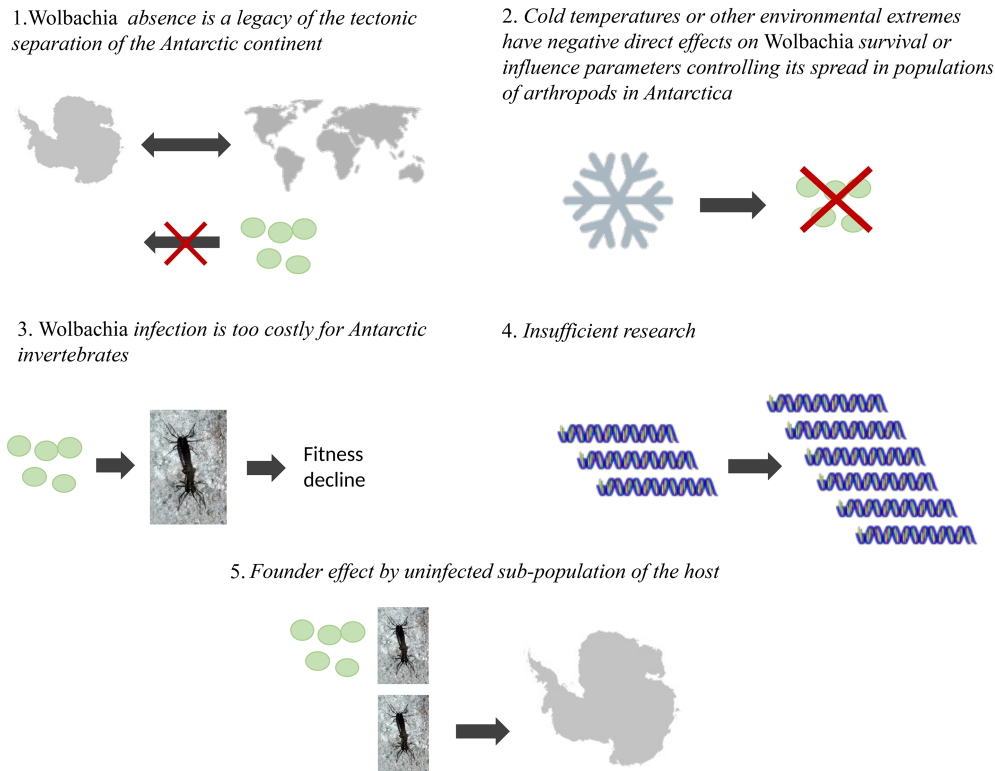 1.Wolbachia absence is a legacy of the tectonic
separation of the Antarctic continent
2. Cold temperatures or other environmental extremes
have negative direct effects on Wolbachia survival or
influence parameters controlling its spread in populations
of arthropods in Antarctica
3. Wolbachia infection is too costly for Antarctic
invertebrates
Fitness
decline
4. Insufficient research
5. Founder effect by uninfected sub-population of the host